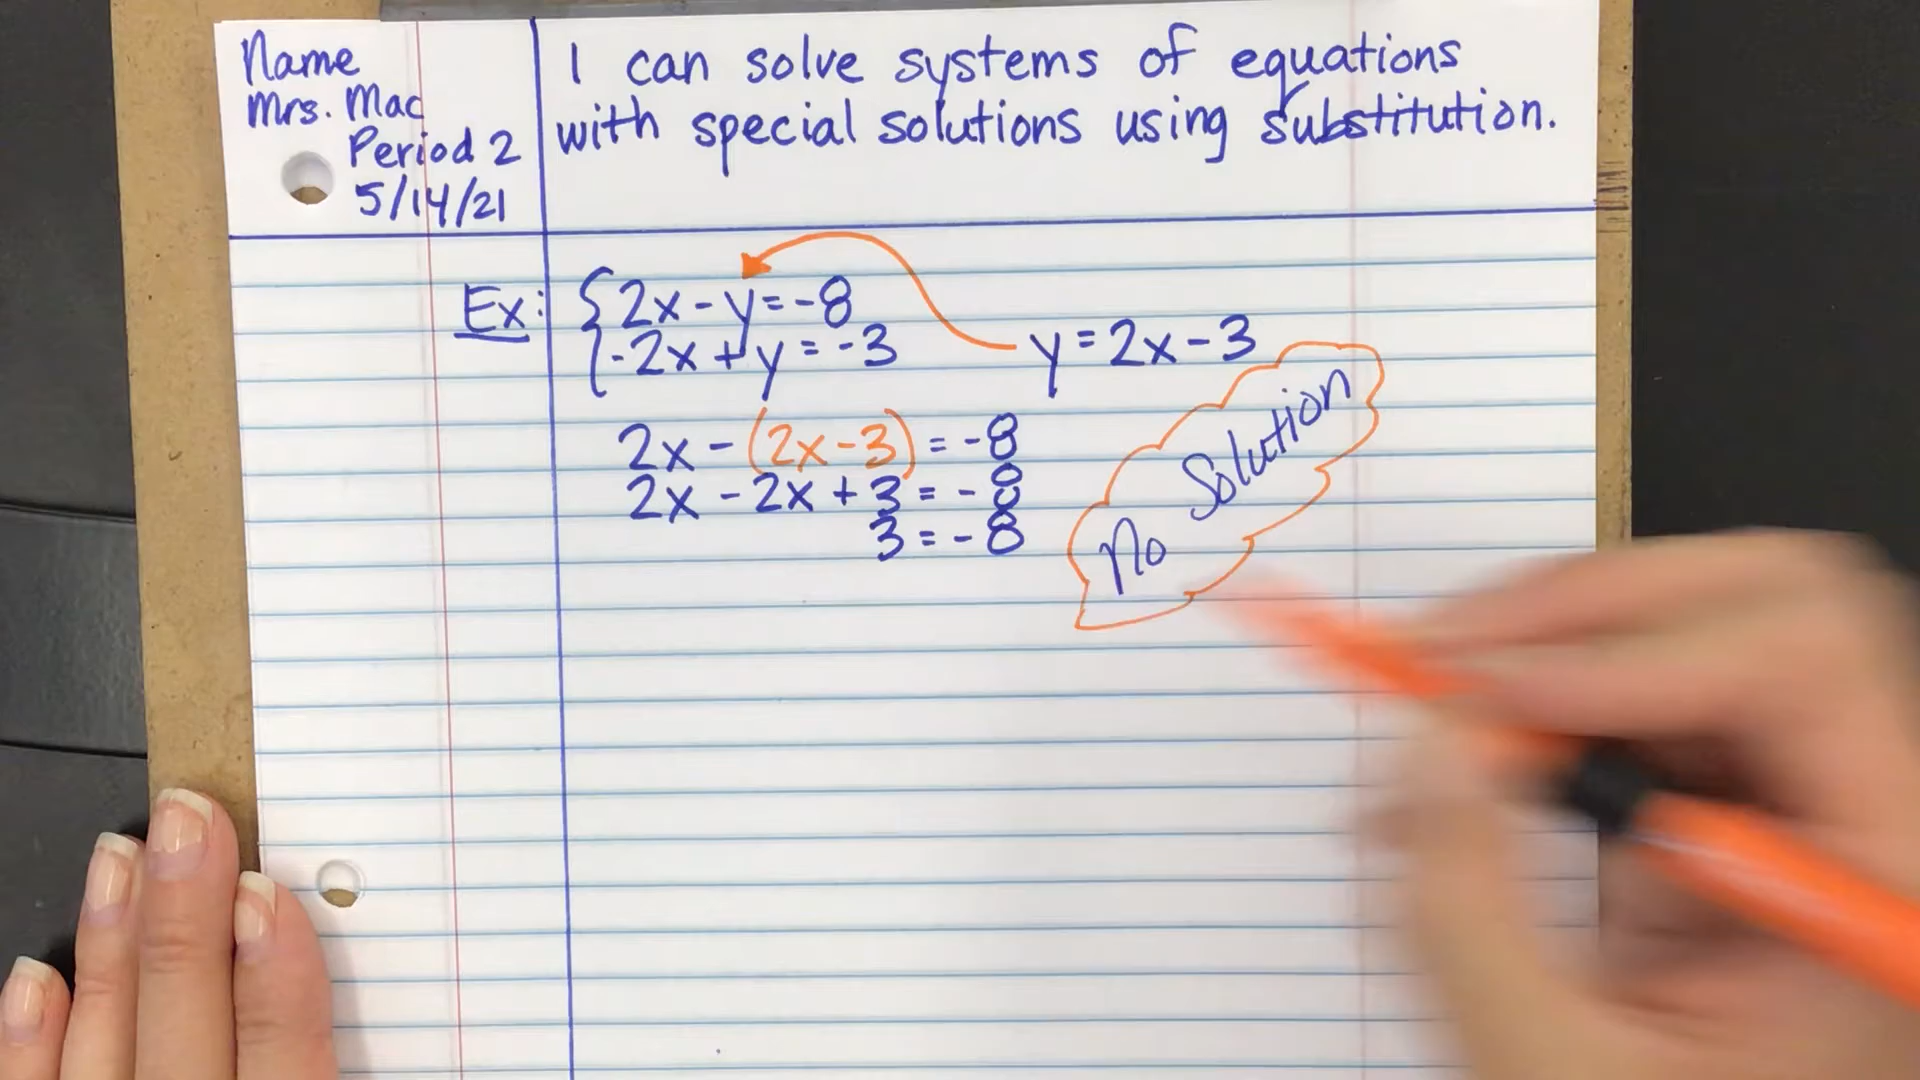 Name
Mrs. Mac
Period 2
5/14/21
I can solve systems of equations
with special solutions using substitution.
Ex: { 2x - y = -8
-2x + y = -3
y = 2x - 3
2x - (2x - 3) = -8
2x - 2x + 3 = -8
3 = -8
No Solution